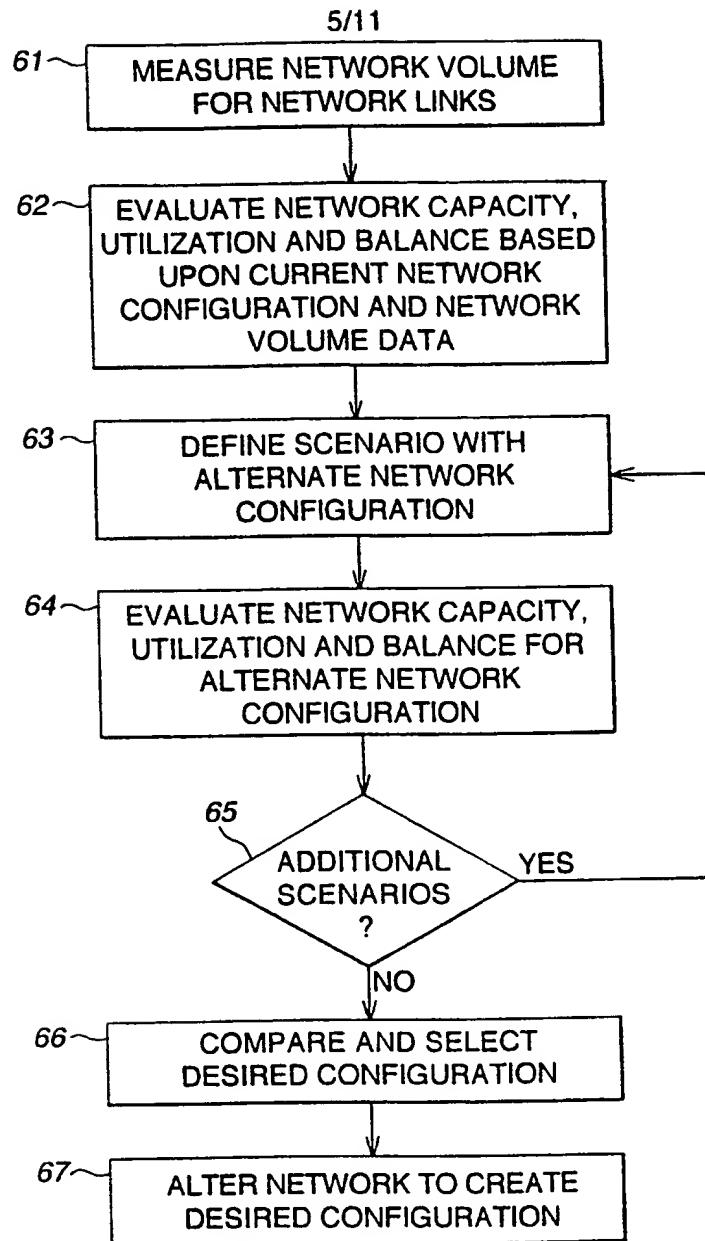 5/11
61
MEASURE NETWORK VOLUME
FOR NETWORK LINKS
62
EVALUATE NETWORK CAPACITY,
UTILIZATION AND BALANCE BASED
UPON CURRENT NETWORK
CONFIGURATION AND NETWORK
VOLUME DATA
63
DEFINE SCENARIO WITH
ALTERNATE NETWORK
CONFIGURATION
64
EVALUATE NETWORK CAPACITY,
UTILIZATION AND BALANCE FOR
ALTERNATE NETWORK
CONFIGURATION
65
ADDITIONAL
SCENARIOS
?
YES
NO
66
COMPARE AND SELECT
DESIRED CONFIGURATION
67
ALTER NETWORK TO CREATE
DESIRED CONFIGURATION